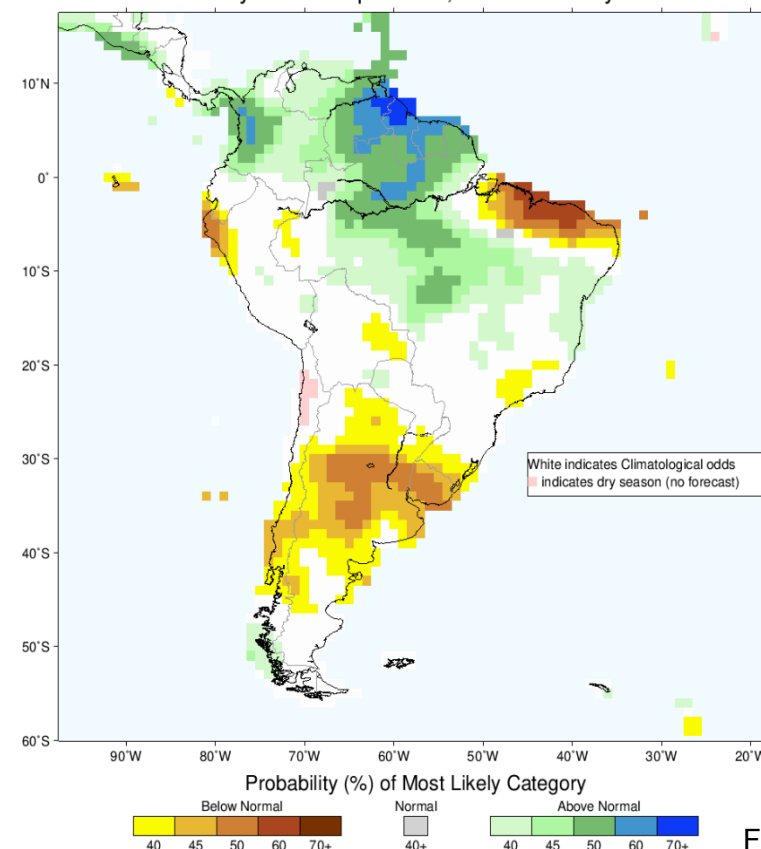 10°N
0°
10°S
20°S
30°S
40°S
50°S
60°S
White indicates Climatological odds
indicates dry season (no forecast)
90°W 80°W 70°W 60°W 50°W 40°W 30°W 20°W
Probability (%) of Most Likely Category
Below Normal Normal Above Normal
40 45 50 60 70+ 40+ 40 45 50 60 70+
F